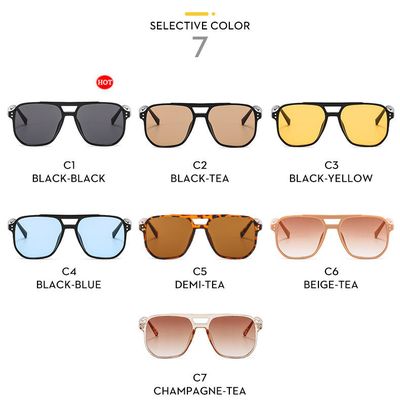 SELECTIVE COLOR
7
HOT
C1
BLACK-BLACK
C2
BLACK-TEA
C3
BLACK-YELLOW
C4
BLACK-BLUE
C5
DEMI-TEA
C6
BEIGE-TEA
C7
CHAMPAGNE-TEA